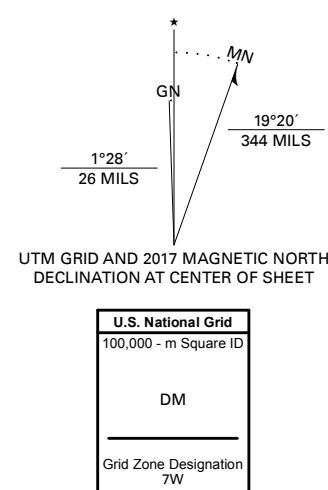 ★
MN
GN
19°20´
344 MILS
1°28´
26 MILS
UTM GRID AND 2017 MAGNETIC NORTH
DECLINATION AT CENTER OF SHEET
U.S. National Grid
100,000 - m Square ID
DM
Grid Zone Designation
7W